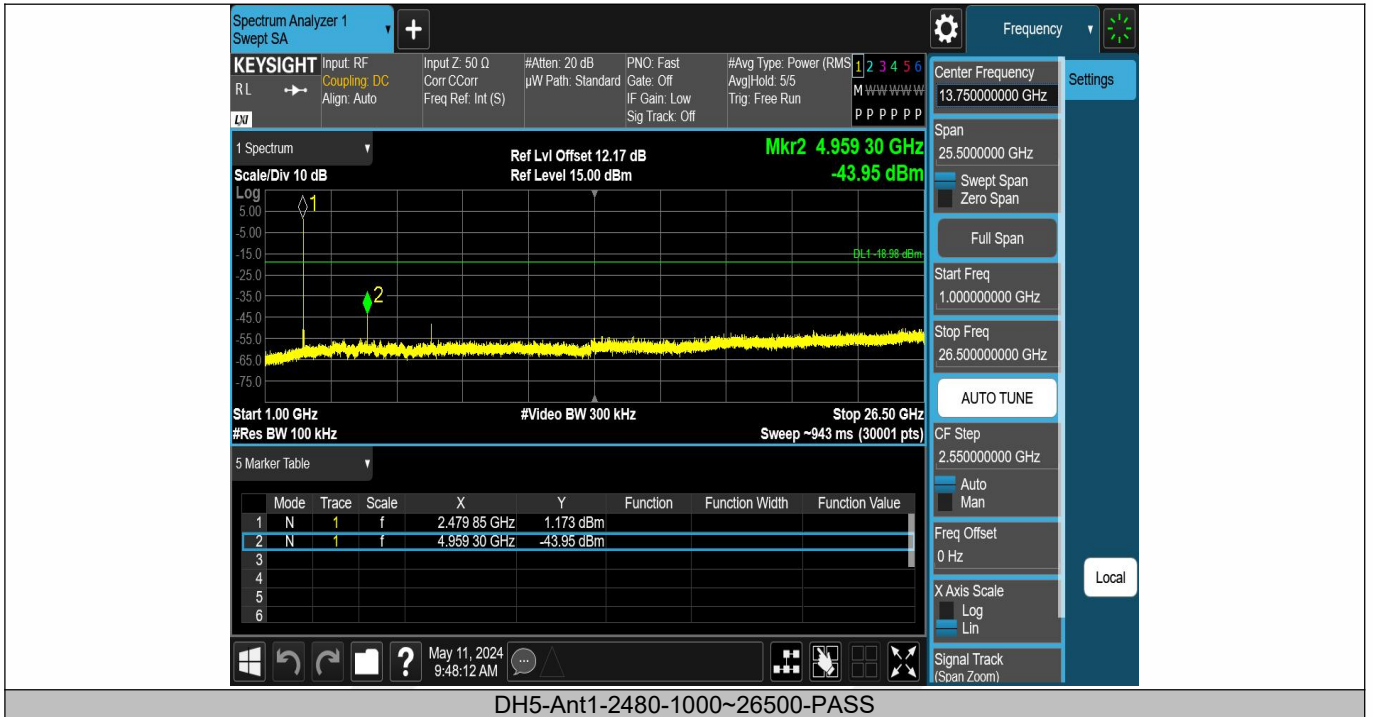 Spectrum Analyzer 1
Swept SA
+
Frequency
KEYSIGHT
RL
LXI
Input: RF
Coupling: DC
Align: Auto
Input Z: 50 Ω
Corr CCorr
Freq Ref: Int (S)
#Atten: 20 dB
µW Path: Standard
PNO: Fast
Gate: Off
IF Gain: Low
Sig Track: Off
#Avg Type: Power (RMS
Avg|Hold: 5/5
Trig: Free Run
1 2 3 4 5 6
M W W W W W
P P P P P P
Center Frequency
13.750000000 GHz
Settings
Span
25.5000000 GHz
Swept Span
Zero Span
Full Span
Start Freq
1.000000000 GHz
Stop Freq
26.500000000 GHz
AUTO TUNE
CF Step
2.550000000 GHz
Auto
Man
Freq Offset
0 Hz
X Axis Scale
Log
Lin
Signal Track
(Span Zoom)
Local
1 Spectrum
Scale/Div 10 dB
Ref Lvl Offset 12.17 dB
Ref Level 15.00 dBm
Mkr2 4.959 30 GHz
-43.95 dBm
Log
5.00
-5.00
-15.0
-25.0
-35.0
-45.0
-55.0
-65.0
-75.0
1
2
DL1 -18.98 dBm
Start 1.00 GHz
#Video BW 300 kHz
Stop 26.50 GHz
#Res BW 100 kHz
Sweep ~943 ms (30001 pts)
5 Marker Table
Mode Trace Scale X Y Function Function Width Function Value
1 N 1 f 2.479 85 GHz 1.173 dBm
2 N 1 f 4.959 30 GHz -43.95 dBm
3
4
5
6
?
May 11, 2024
9:48:12 AM
DH5-Ant1-2480-1000~26500-PASS